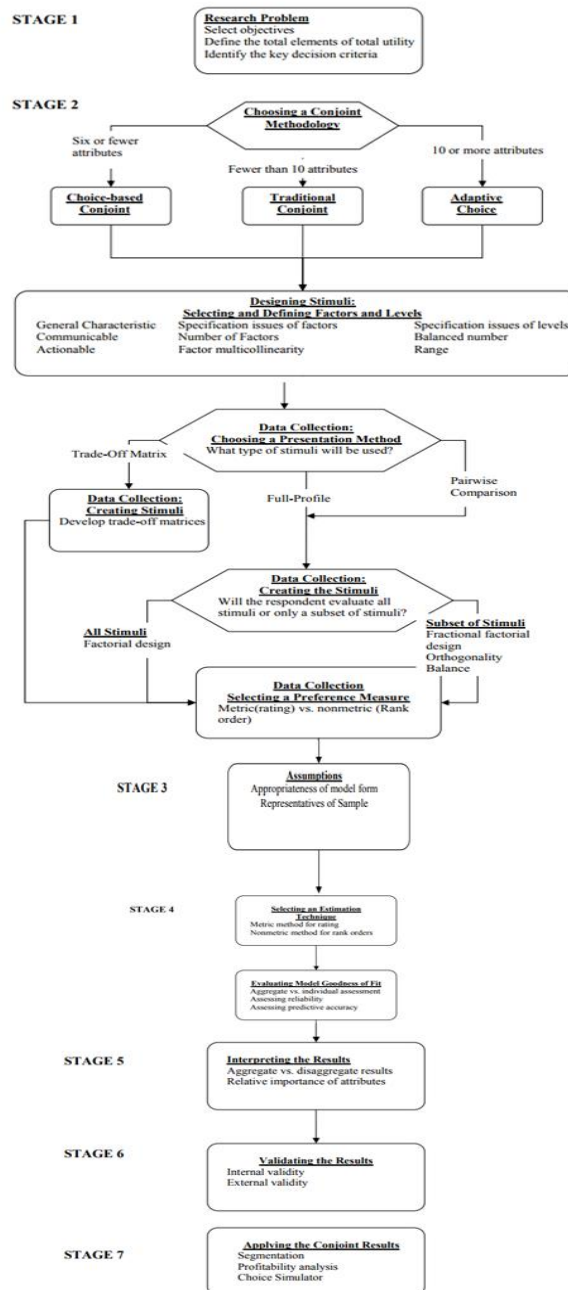 STAGE 1
Research Problem
Select objectives
Define the total elements of total utility
Identify the key decision criteria
STAGE 2
Choosing a Conjoint
Methodology
Six or fewer
attributes
Fewer than 10 attributes
10 or more attributes
Choice-based
Conjoint
Traditional
Conjoint
Adaptive
Choice
Designing Stimuli:
Selecting and Defining Factors and Levels
General Characteristic Specification issues of factors Specification issues of levels
Communicable Number of Factors Balanced number
Actionable Factor multicollinearity Range
Data Collection:
Choosing a Presentation Method
What type of stimuli will be used?
Trade-Off Matrix
Full-Profile
Pairwise
Comparison
Data Collection:
Creating Stimuli
Develop trade-off matrices
Data Collection:
Creating the Stimuli
Will the respondent evaluate all
stimuli or only a subset of stimuli?
All Stimuli
Factorial design
Subset of Stimuli
Fractional factorial
design
Orthogonality
Balance
Data Collection
Selecting a Preference Measure
Metric(rating) vs. nonmetric (Rank
order)
STAGE 3
Assumptions
Appropriateness of model form
Representatives of Sample
STAGE 4
Selecting an Estimation
Technique
Metric method for rating
Nonmetric method for rank orders
Evaluating Model Goodness of Fit
Aggregate vs. individual assessment
Assessing reliability
Assessing predictive accuracy
STAGE 5
Interpreting the Results
Aggregate vs. disaggregate results
Relative importance of attributes
STAGE 6
Validating the Results
Internal validity
External validity
STAGE 7
Applying the Conjoint Results
Segmentation
Profitability analysis
Choice Simulator